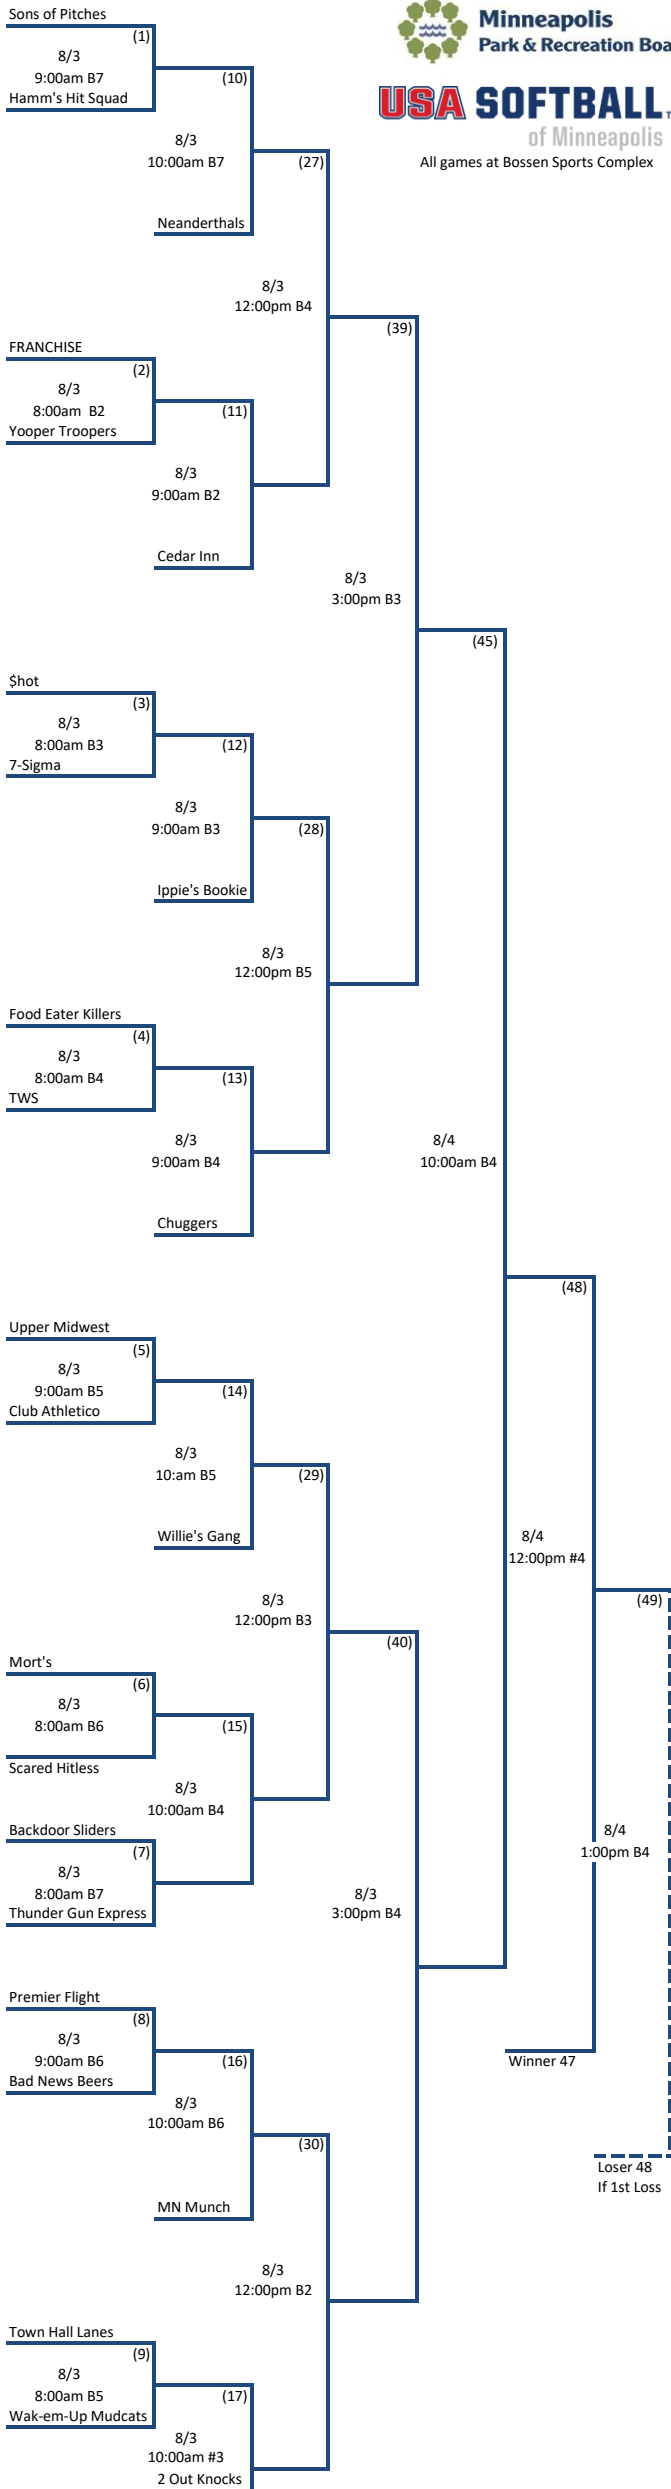 Sons of Pitches
(1)
8/3
9:00am B7
Hamm's Hit Squad
(10)
8/3
10:00am B7
Neanderthals
(27)
Minneapolis
Park & Recreation Boa
USA SOFTBALL
of Minneapolis
All games at Bossen Sports Complex
8/3
12:00pm B4
(39)
FRANCHISE
(2)
8/3
8:00am B2
Yooper Troopers
(11)
8/3
9:00am B2
Cedar Inn
8/3
3:00pm B3
(45)
$hot
(3)
8/3
8:00am B3
7-Sigma
(12)
8/3
9:00am B3
(28)
Ippie's Bookie
8/3
12:00pm B5
Food Eater Killers
(4)
8/3
8:00am B4
TWS
(13)
8/3
9:00am B4
Chuggers
8/4
10:00am B4
(48)
Upper Midwest
(5)
8/3
9:00am B5
Club Athletico
(14)
8/3
10:am B5
(29)
Willie's Gang
8/4
12:00pm #4
(49)
8/3
12:00pm B3
(40)
Mort's
(6)
8/3
8:00am B6
Scared Hitless
(15)
8/3
10:00am B4
Backdoor Sliders
(7)
8/3
8:00am B7
Thunder Gun Express
8/3
3:00pm B4
8/4
1:00pm B4
Premier Flight
(8)
8/3
9:00am B6
Bad News Beers
(16)
8/3
10:00am B6
(30)
MN Munch
Winner 47
Loser 48
If 1st Loss
8/3
12:00pm B2
Town Hall Lanes
(9)
8/3
8:00am B5
Wak-em-Up Mudcats
(17)
8/3
10:00am #3
2 Out Knocks